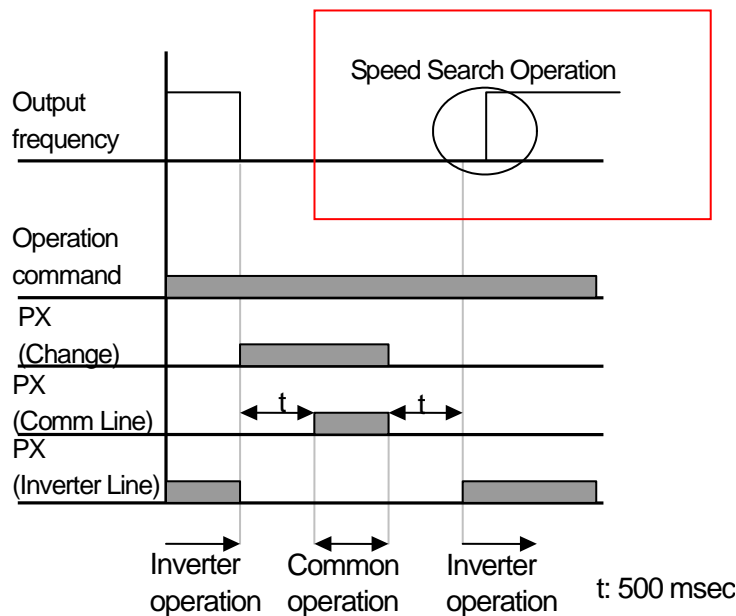 Speed Search Operation
Output
frequency
Operation
command
PX
(Change)
PX
(Comm Line)
t
t
PX
(Inverter Line)
Inverter
operation
Common
operation
Inverter
operation
t: 500 msec